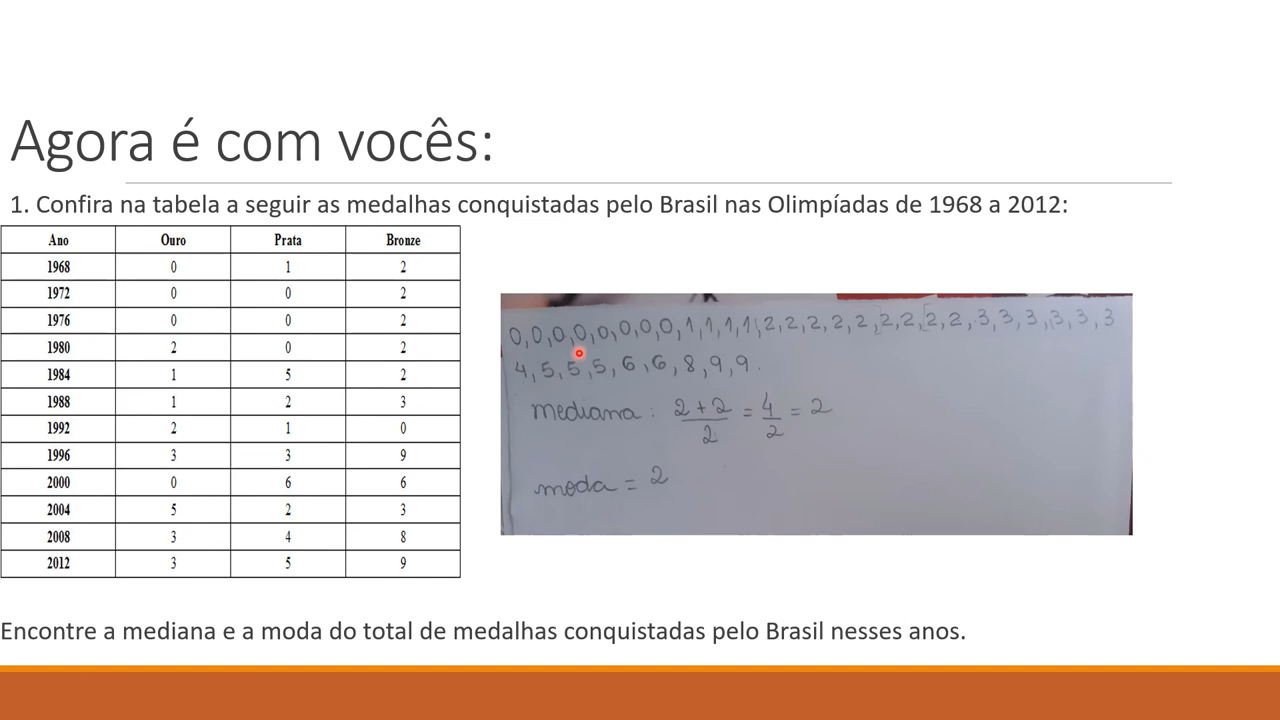 Agora é com vocês:
1. Confira na tabela a seguir as medalhas conquistadas pelo Brasil nas Olimpíadas de 1968 a 2012:
Ano Ouro Prata Bronze
1968 0 1 2
1972 0 0 2
1976 0 0 2
1980 2 0 2
1984 1 5 2
1988 1 2 3
1992 2 1 0
1996 3 3 9
2000 0 6 6
2004 5 2 3
2008 3 4 8
2012 3 5 9
0,0,0,0,0,0,0,0,1,1,1,1,2,2,2,2,2,2,2,2,2,3,3,3,3,3,3
4,5,5,5,6,6,8,9,9.
mediana: 2+2/2 = 4/2 = 2
moda = 2
Encontre a mediana e a moda do total de medalhas conquistadas pelo Brasil nesses anos.